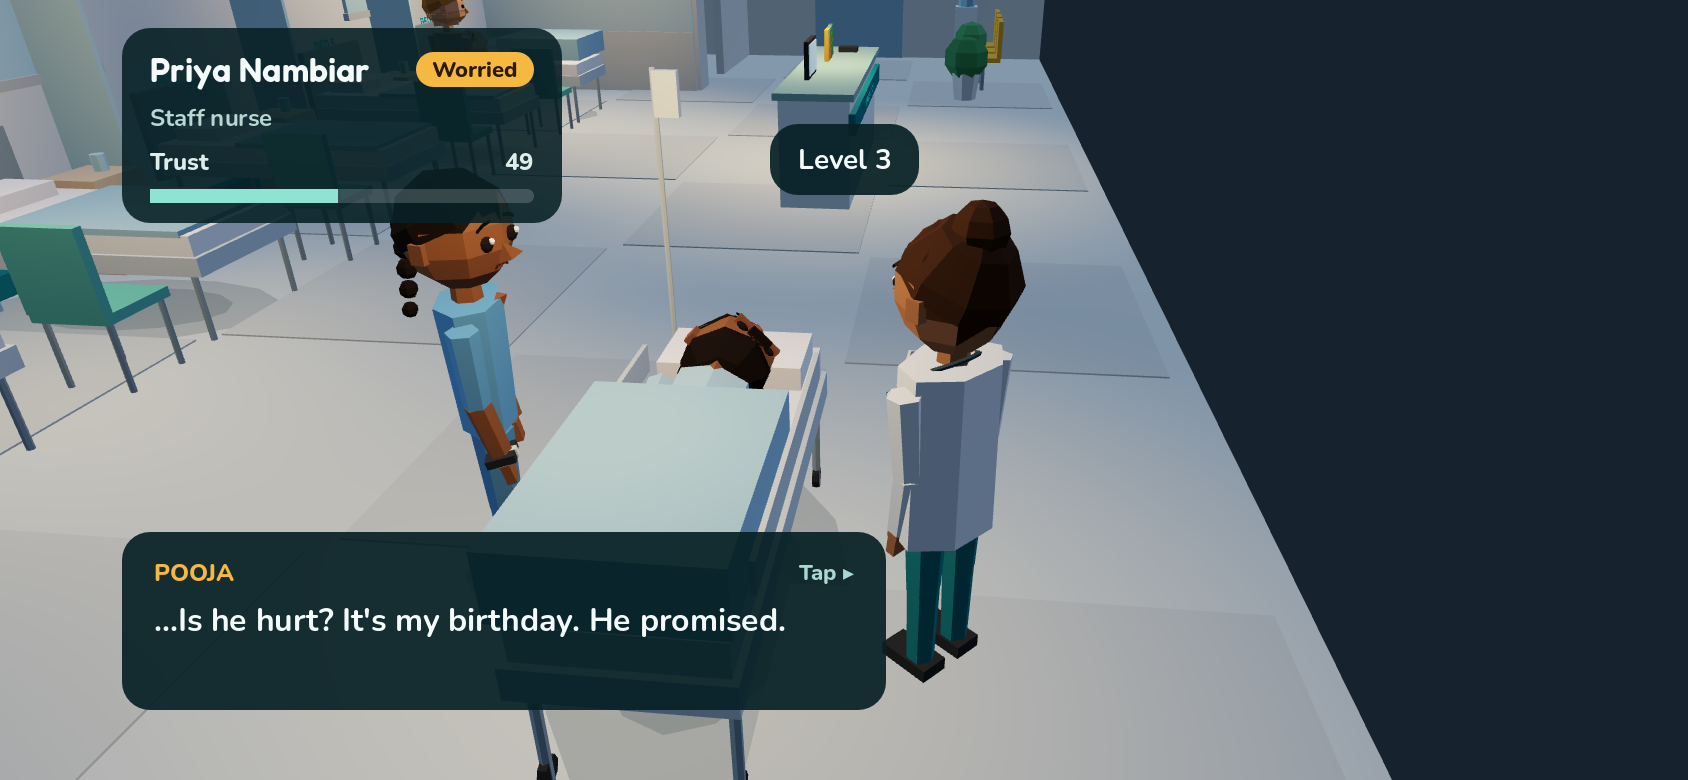 Priya Nambiar
Worried
Staff nurse
Trust
49
Level 3
POOJA
Tap ▸
...Is he hurt? It's my birthday. He promised.